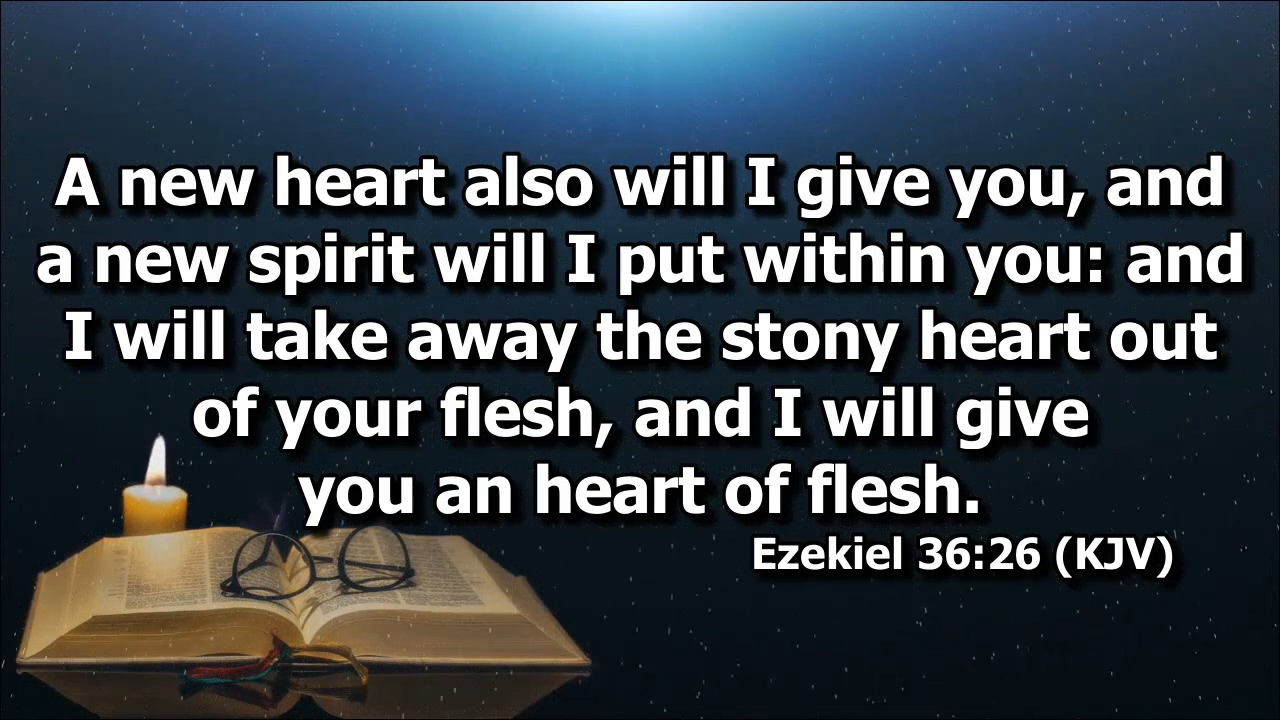 A new heart also will I give you, and
a new spirit will I put within you: and
I will take away the stony heart out
of your flesh, and I will give
you an heart of flesh.
Ezekiel 36:26 (KJV)